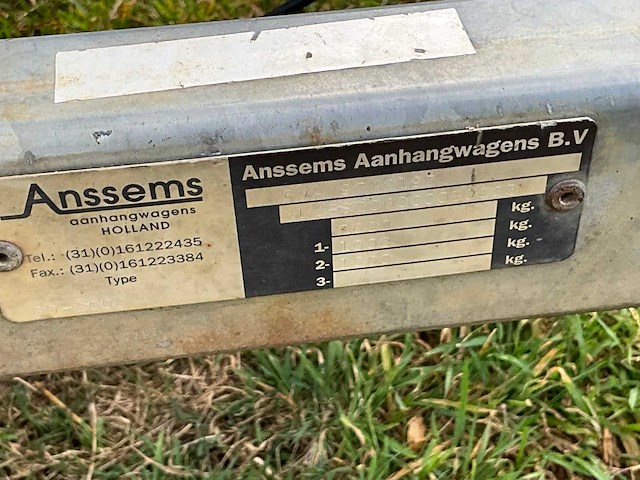 Anssems
aanhangwagens
HOLLAND
Tel.: (31)(0)161222435
Fax.: (31)(0)161223384
Type
Anssems Aanhangwagens B.V
kg.
kg.
1- kg.
2- kg.
3-